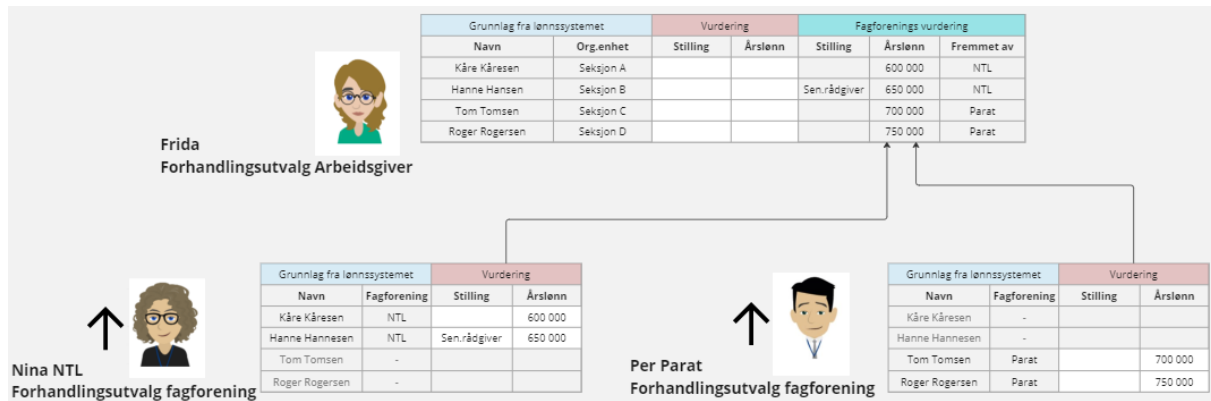 Grunnlag fra lønnssystemet Vurdering Fagforenings vurdering
Navn Org.enhet Stilling Årslønn Stilling Årslønn Fremmet av
Kåre Kåresen Seksjon A 600 000 NTL
Hanne Hansen Seksjon B Sen.rådgiver 650 000 NTL
Tom Tomsen Seksjon C 700 000 Parat
Roger Rogersen Seksjon D 750 000 Parat
Frida
Forhandlingsutvalg Arbeidsgiver
Grunnlag fra lønnssystemet Vurdering
Navn Fagforening Stilling Årslønn
Kåre Kåresen NTL 600 000
Hanne Hannesen NTL Sen.rådgiver 650 000
Tom Tomsen -
Roger Rogersen -
Nina NTL
Forhandlingsutvalg fagforening
Grunnlag fra lønnssystemet Vurdering
Navn Fagforening Stilling Årslønn
Kåre Kåresen -
Hanne Hannesen -
Tom Tomsen Parat 700 000
Roger Rogersen Parat 750 000
Per Parat
Forhandlingsutvalg fagforening